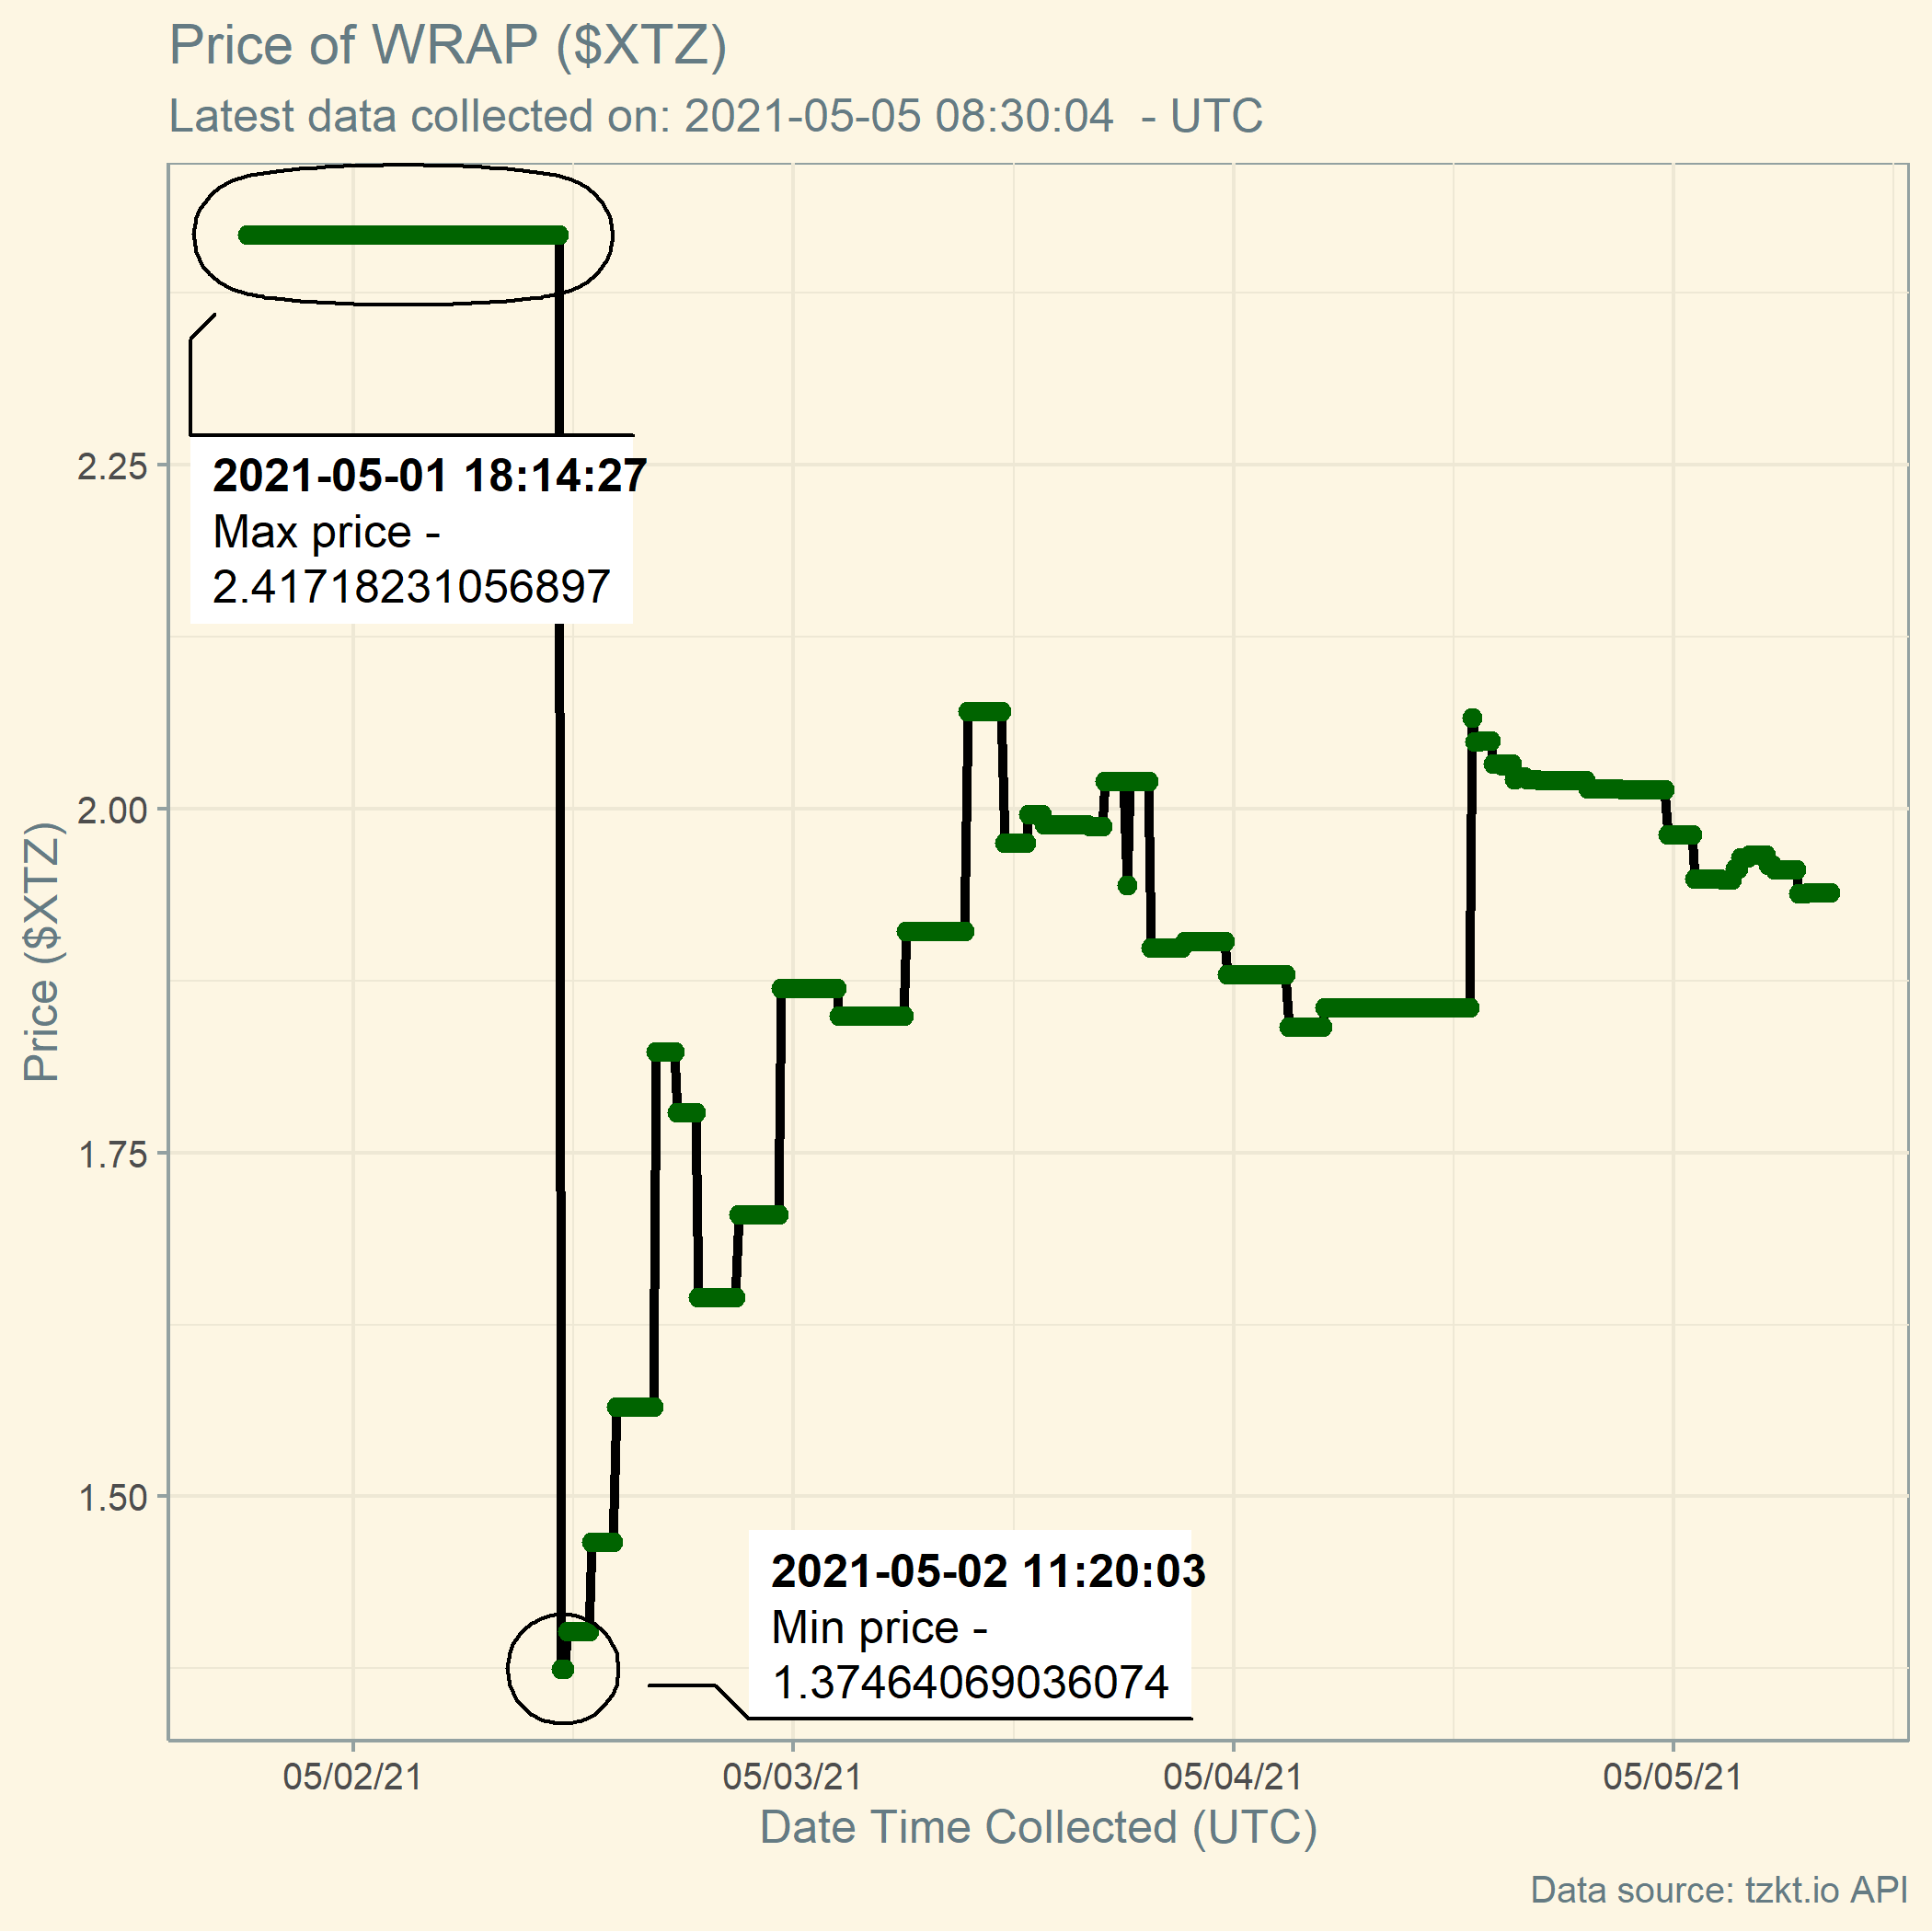 Price of WRAP ($XTZ)
Latest data collected on: 2021-05-05 08:30:04  - UTC
2021-05-01 18:14:27
Max price -
2.417182310568​97
2021-05-02 11:20:03
Min price -
1.37464069036074
2.25
2.00
1.75
1.50
Price ($XTZ)
05/02/21
05/03/21
05/04/21
05/05/21
Date Time Collected (UTC)
Data source: tzkt.io API